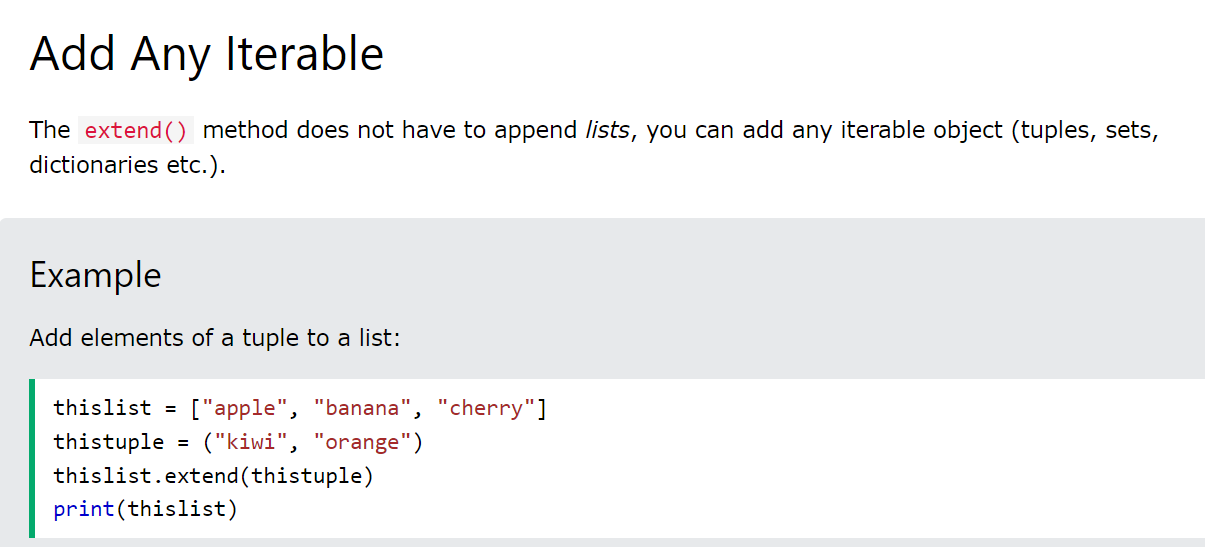 Add Any Iterable
The extend() method does not have to append lists, you can add any iterable object (tuples, sets,
dictionaries etc.).
Example
Add elements of a tuple to a list:
thislist = ["apple", "banana", "cherry"]
thistuple = ("kiwi", "orange")
thislist.extend(thistuple)
print(thislist)